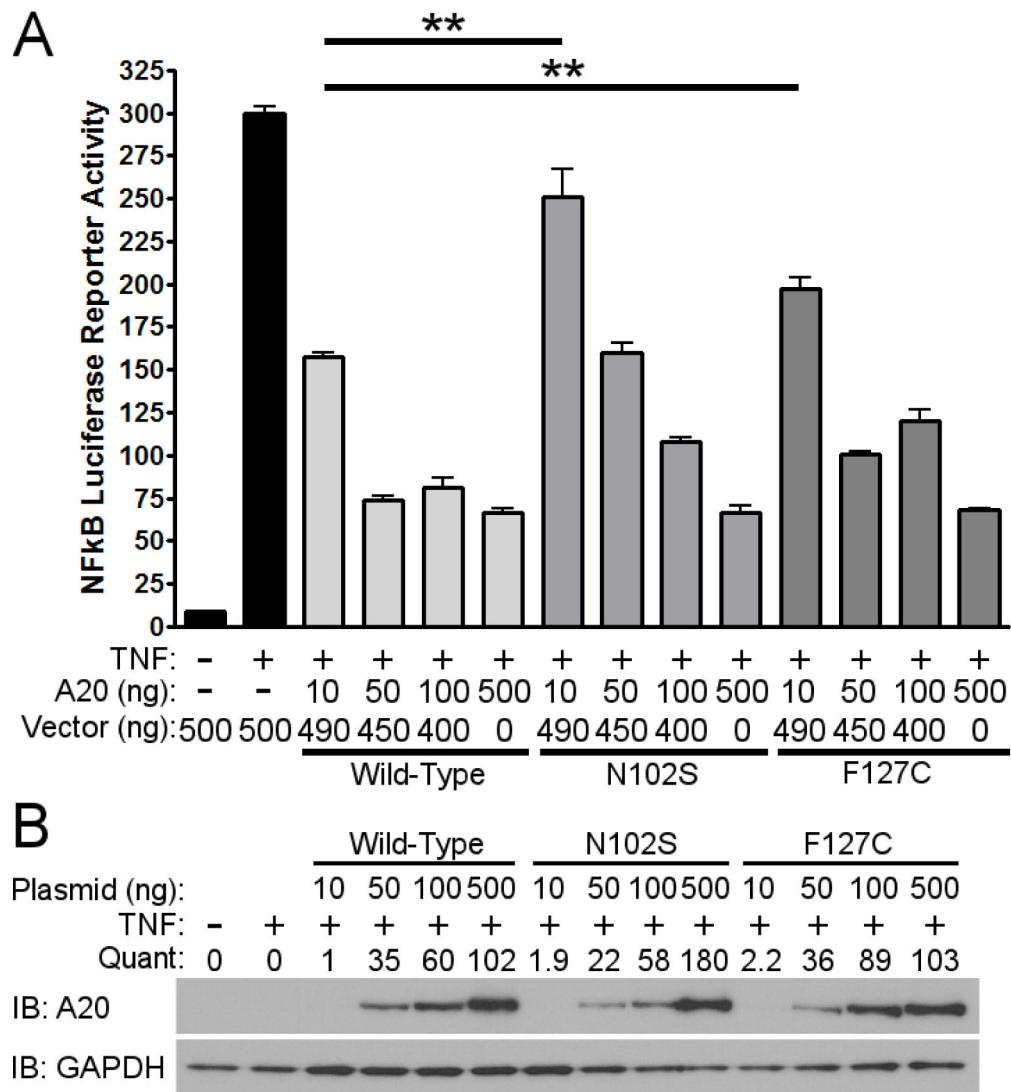 A
**
**
NFkB Luciferase Reporter Activity
325
300
275
250
225
200
175
150
125
100
75
50
25
0
TNF: – + + + + + + + + + + + + +
A20 (ng): – – 10 50 100 500 10 50 100 500 10 50 100 500
Vector (ng): 500 500 490 450 400 0 490 450 400 0 490 450 400 0
Wild-Type N102S F127C
B
Wild-Type N102S F127C
Plasmid (ng): 10 50 100 500 10 50 100 500 10 50 100 500
TNF: – + + + + + + + + + + + + +
Quant: 0 0 1 35 60 102 1.9 22 58 180 2.2 36 89 103
IB: A20
IB: GAPDH